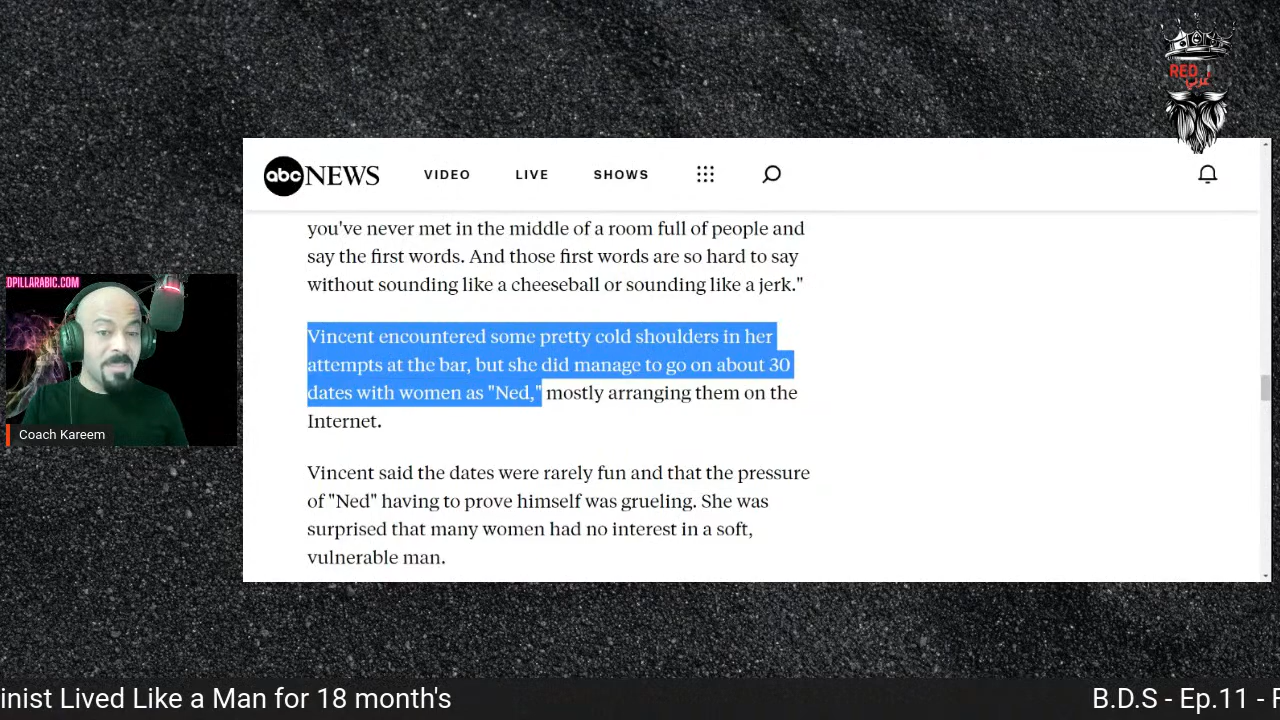 RED
عربي
abc NEWS VIDEO LIVE SHOWS
you've never met in the middle of a room full of people and
say the first words. And those first words are so hard to say
without sounding like a cheeseball or sounding like a jerk."
Vincent encountered some pretty cold shoulders in her
attempts at the bar, but she did manage to go on about 30
dates with women as "Ned," mostly arranging them on the
Internet.
Vincent said the dates were rarely fun and that the pressure
of "Ned" having to prove himself was grueling. She was
surprised that many women had no interest in a soft,
vulnerable man.
DPILLARABIC.COM
Coach Kareem
inist Lived Like a Man for 18 month's B.D.S - Ep.11 - F